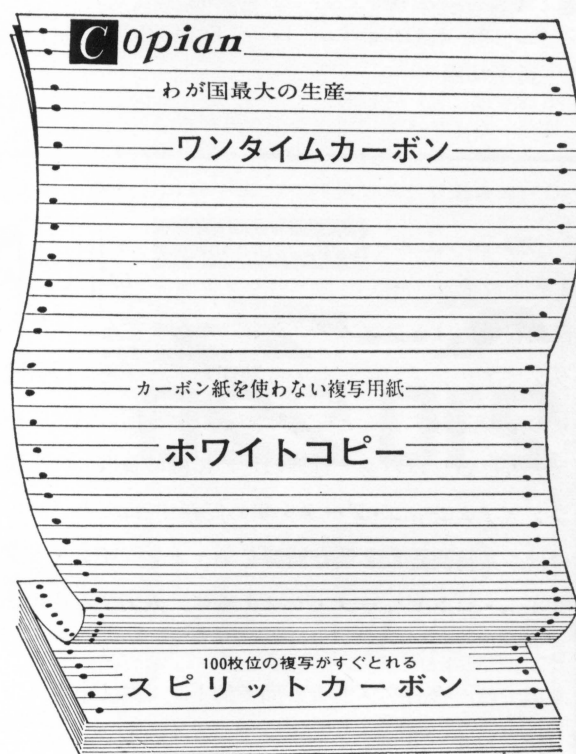 Copian
わが国最大の生産
ワンタイムカーボン
カーボン紙を使わない複写用紙
ホワイトコピー
100枚位の複写がすぐとれる
スピリットカーボン